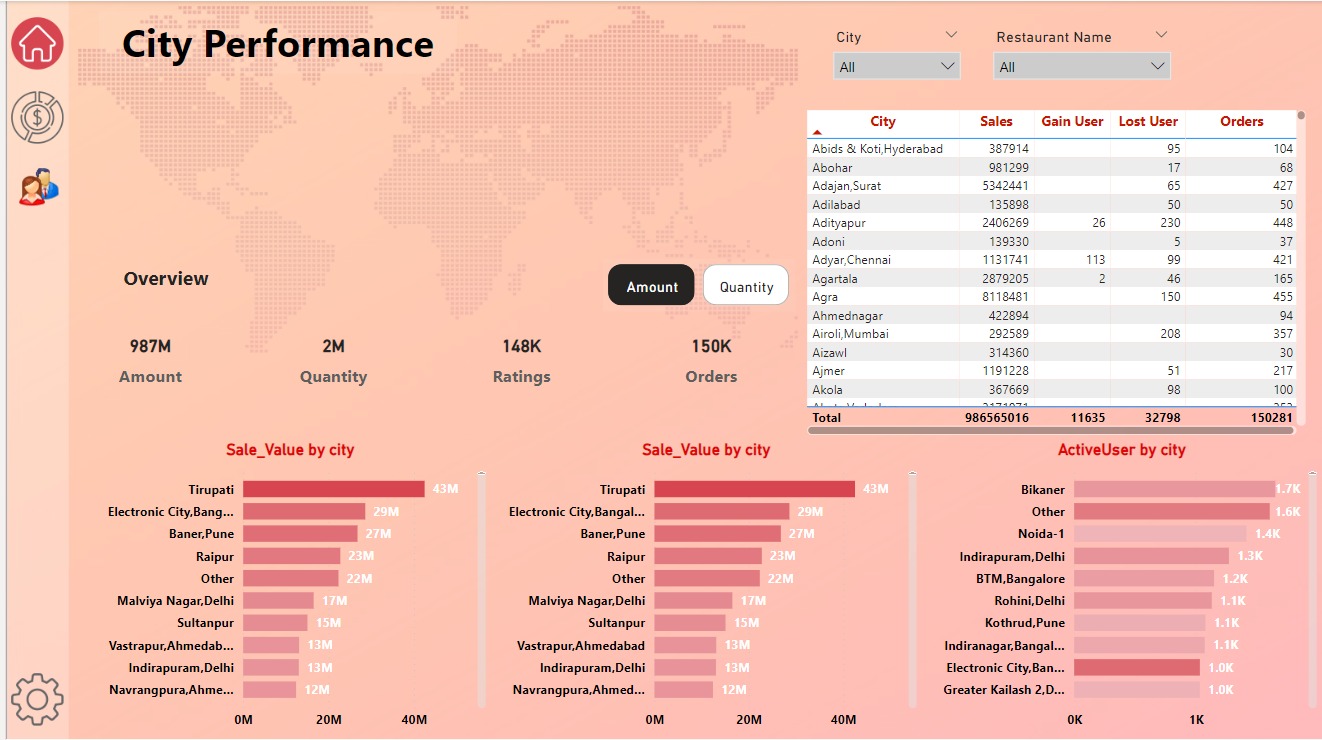 City Performance
City
Restaurant Name
All
All
City Sales Gain User Lost User Orders
Abids & Koti,Hyderabad 387914 95 104
Abohar 981299 17 68
Adajan,Surat 5342441 65 427
Adilabad 135898 50 50
Adityapur 2406269 26 230 448
Adoni 139330 5 37
Adyar,Chennai 1131741 113 99 421
Agartala 2879205 2 46 165
Agra 8118481 150 455
Ahmednagar 422894 94
Airoli,Mumbai 292589 208 357
Aizawl 314360 30
Ajmer 1191228 51 217
Akola 367669 98 100
Total 986565016 11635 32798 150281
Overview
Amount
Quantity
987M
Amount
2M
Quantity
148K
Ratings
150K
Orders
Sale_Value by city
Tirupati 43M
Electronic City,Bang... 29M
Baner,Pune 27M
Raipur 23M
Other 22M
Malviya Nagar,Delhi 17M
Sultanpur 15M
Vastrapur,Ahmedab... 13M
Indirapuram,Delhi 13M
Navrangpura,Ahme... 12M
0M 20M 40M
Sale_Value by city
Tirupati 43M
Electronic City,Bangal... 29M
Baner,Pune 27M
Raipur 23M
Other 22M
Malviya Nagar,Delhi 17M
Sultanpur 15M
Vastrapur,Ahmedabad 13M
Indirapuram,Delhi 13M
Navrangpura,Ahmed... 12M
0M 20M 40M
ActiveUser by city
Bikaner 1.7K
Other 1.6K
Noida-1 1.4K
Indirapuram,Delhi 1.3K
BTM,Bangalore 1.2K
Rohini,Delhi 1.1K
Kothrud,Pune 1.1K
Indiranagar,Bangal... 1.1K
Electronic City,Ban... 1.0K
Greater Kailash 2,D... 1.0K
0K 1K